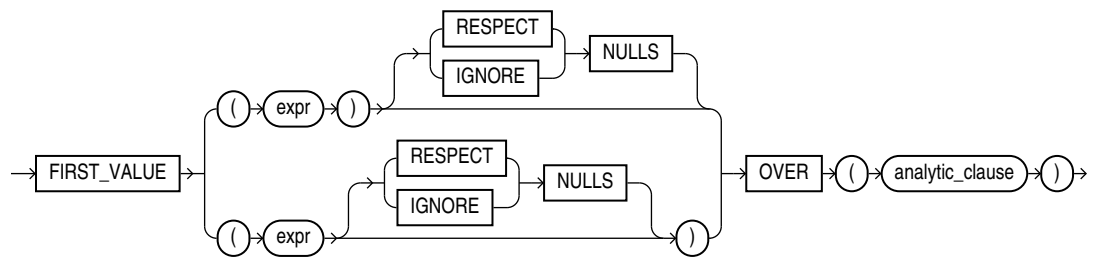 RESPECT
IGNORE NULLS
( expr )
FIRST_VALUE
RESPECT
IGNORE NULLS
( expr )
OVER ( analytic_clause )